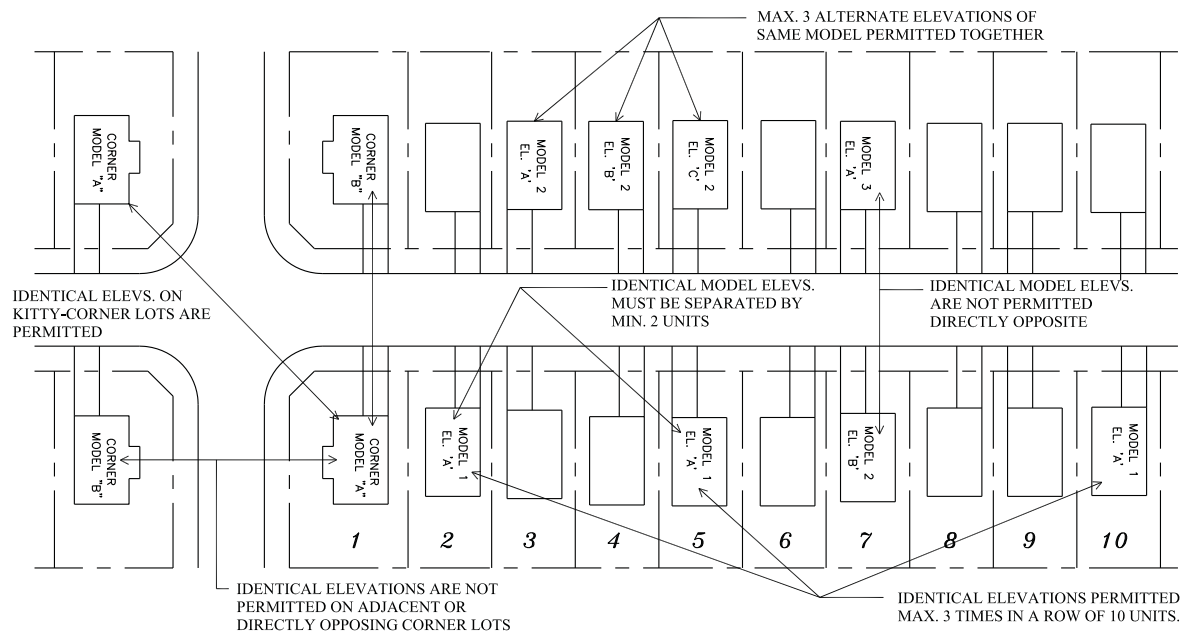 MAX. 3 ALTERNATE ELEVATIONS OF
SAME MODEL PERMITTED TOGETHER
CORNER
MODEL "A"
CORNER
MODEL "B"
MODEL 2
EL. 'A'
MODEL 2
EL. 'B'
MODEL 2
EL. 'C'
MODEL 3
EL. 'A'
IDENTICAL ELEVS. ON
KITTY-CORNER LOTS ARE
PERMITTED
IDENTICAL MODEL ELEVS.
MUST BE SEPARATED BY
MIN. 2 UNITS
IDENTICAL MODEL ELEVS.
ARE NOT PERMITTED
DIRECTLY OPPOSITE
CORNER
MODEL "B"
CORNER
MODEL "A"
MODEL 1
EL. 'A'
MODEL 1
EL. 'A'
MODEL 2
EL. 'B'
MODEL 1
EL. 'A'
1 2 3 4 5 6 7 8 9 10
IDENTICAL ELEVATIONS ARE NOT
PERMITTED ON ADJACENT OR
DIRECTLY OPPOSING CORNER LOTS
IDENTICAL ELEVATIONS PERMITTED
MAX. 3 TIMES IN A ROW OF 10 UNITS.